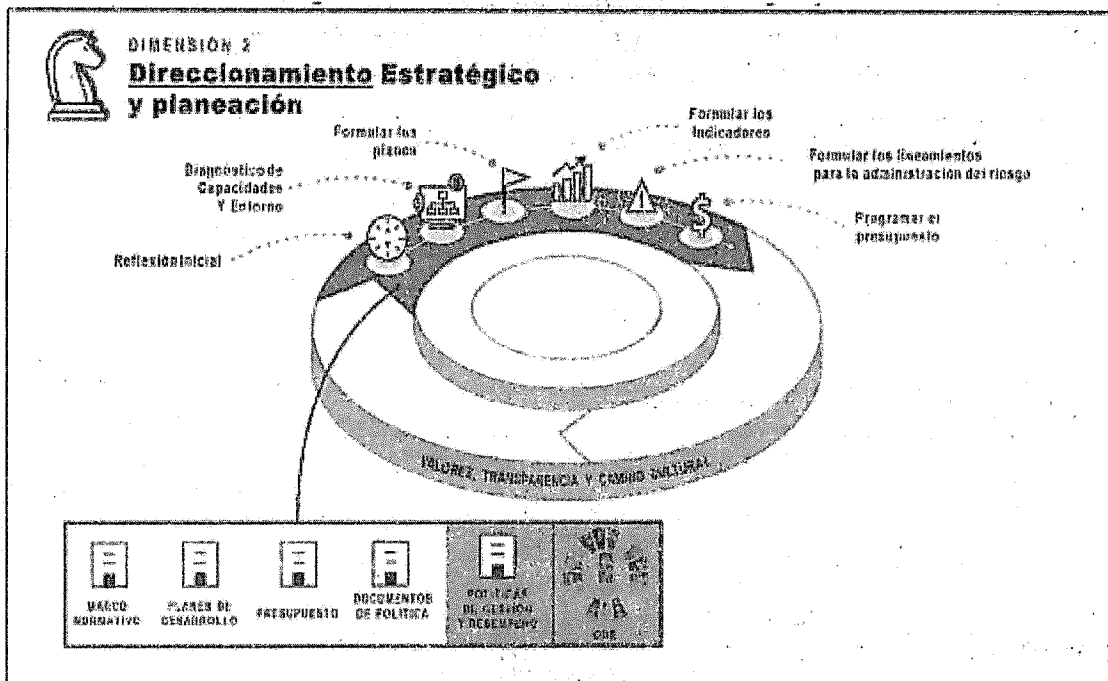 DIMENSIÓN 2
Direccionamiento Estratégico
y planeación
Formular los
Indicadores
Formular los
planes
Formular los lineamientos
para la administración del riesgo
Diagnóstico de
Capacidades
Y Entorno
Programar el
presupuesto
Reflexión Inicial
VALORES, TRANSPARENCIA Y CAMBIO CULTURAL
MARCO
NORMATIVO
PLANES DE
DESARROLLO
PRESUPUESTO
DOCUMENTOS
DE POLÍTICA
POLÍTICAS
DE GESTIÓN
Y DESEMPEÑO